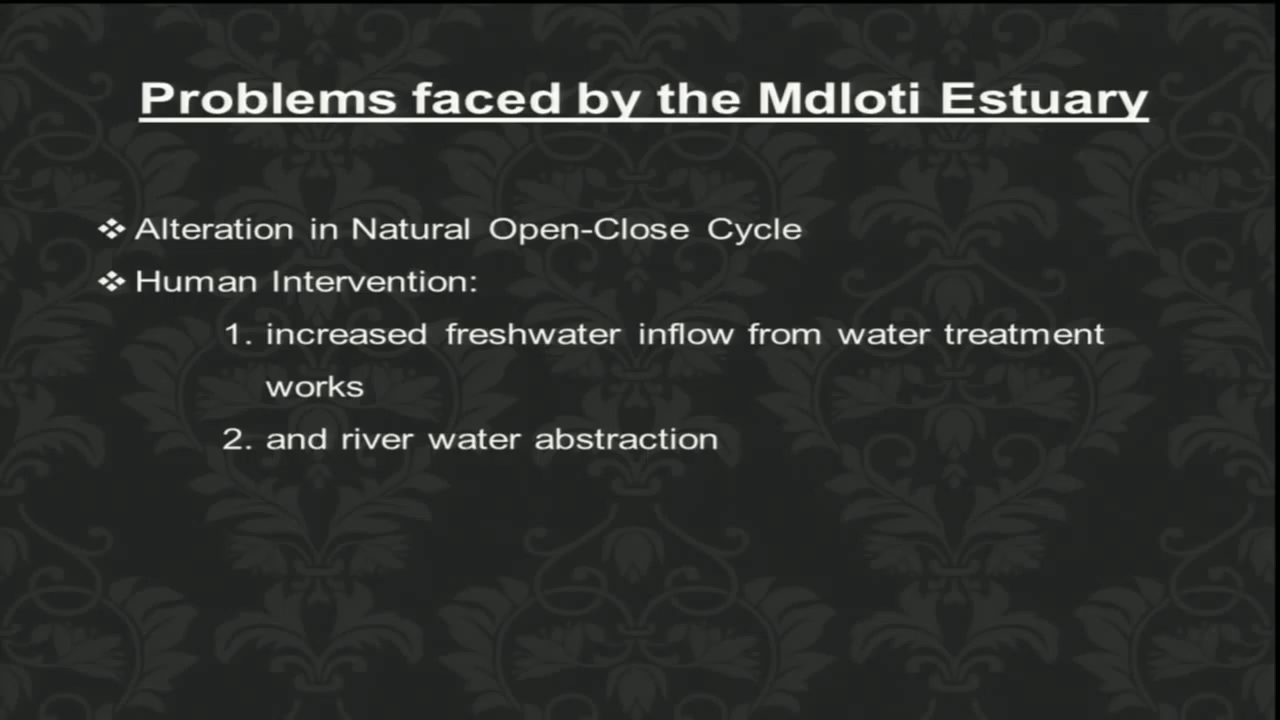 Problems faced by the Mdloti Estuary
❖ Alteration in Natural Open-Close Cycle
❖ Human Intervention:
1. increased freshwater inflow from water treatment
works
2. and river water abstraction